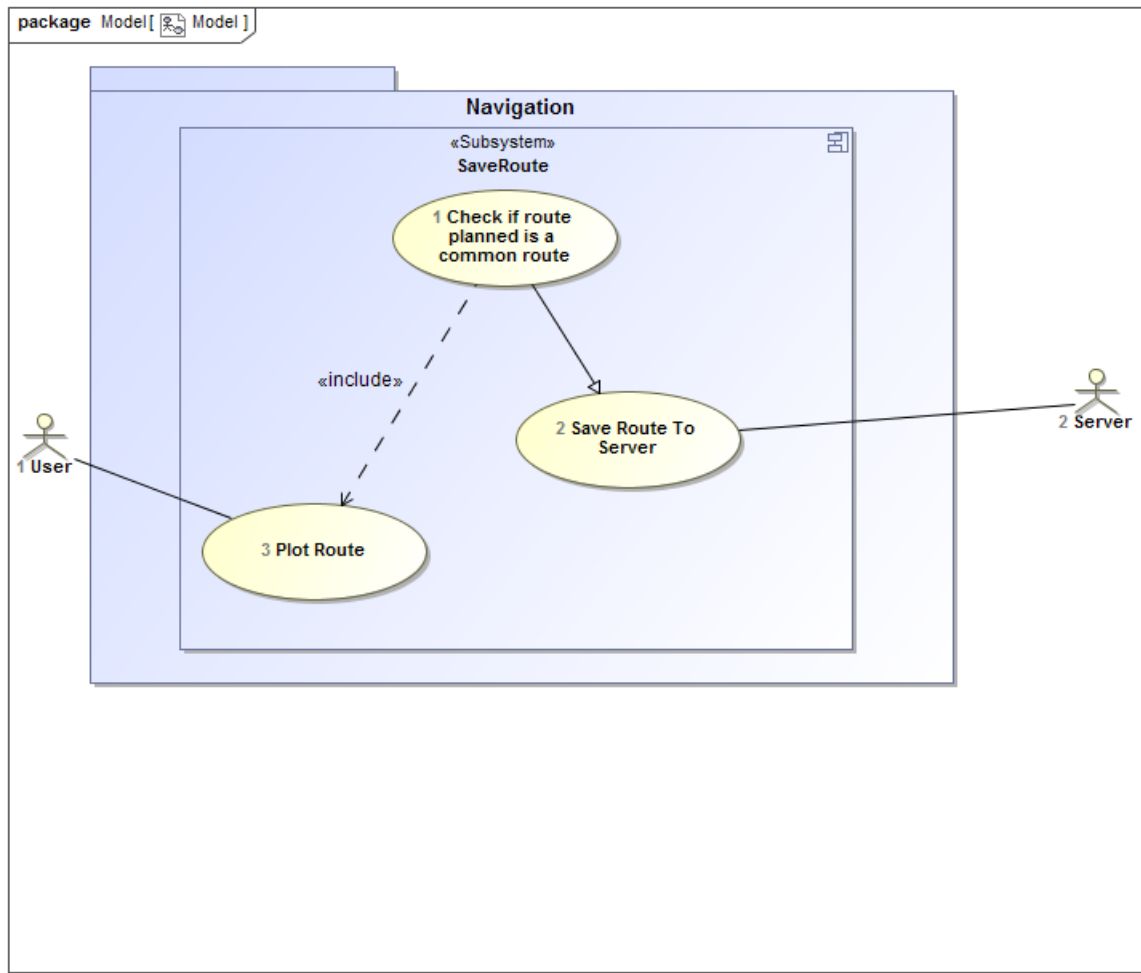 package Model[ Model ]
Navigation
«Subsystem»
SaveRoute
1 Check if route
planned is a
common route
«include»
2 Save Route To
Server
2 Server
1 User
3 Plot Route